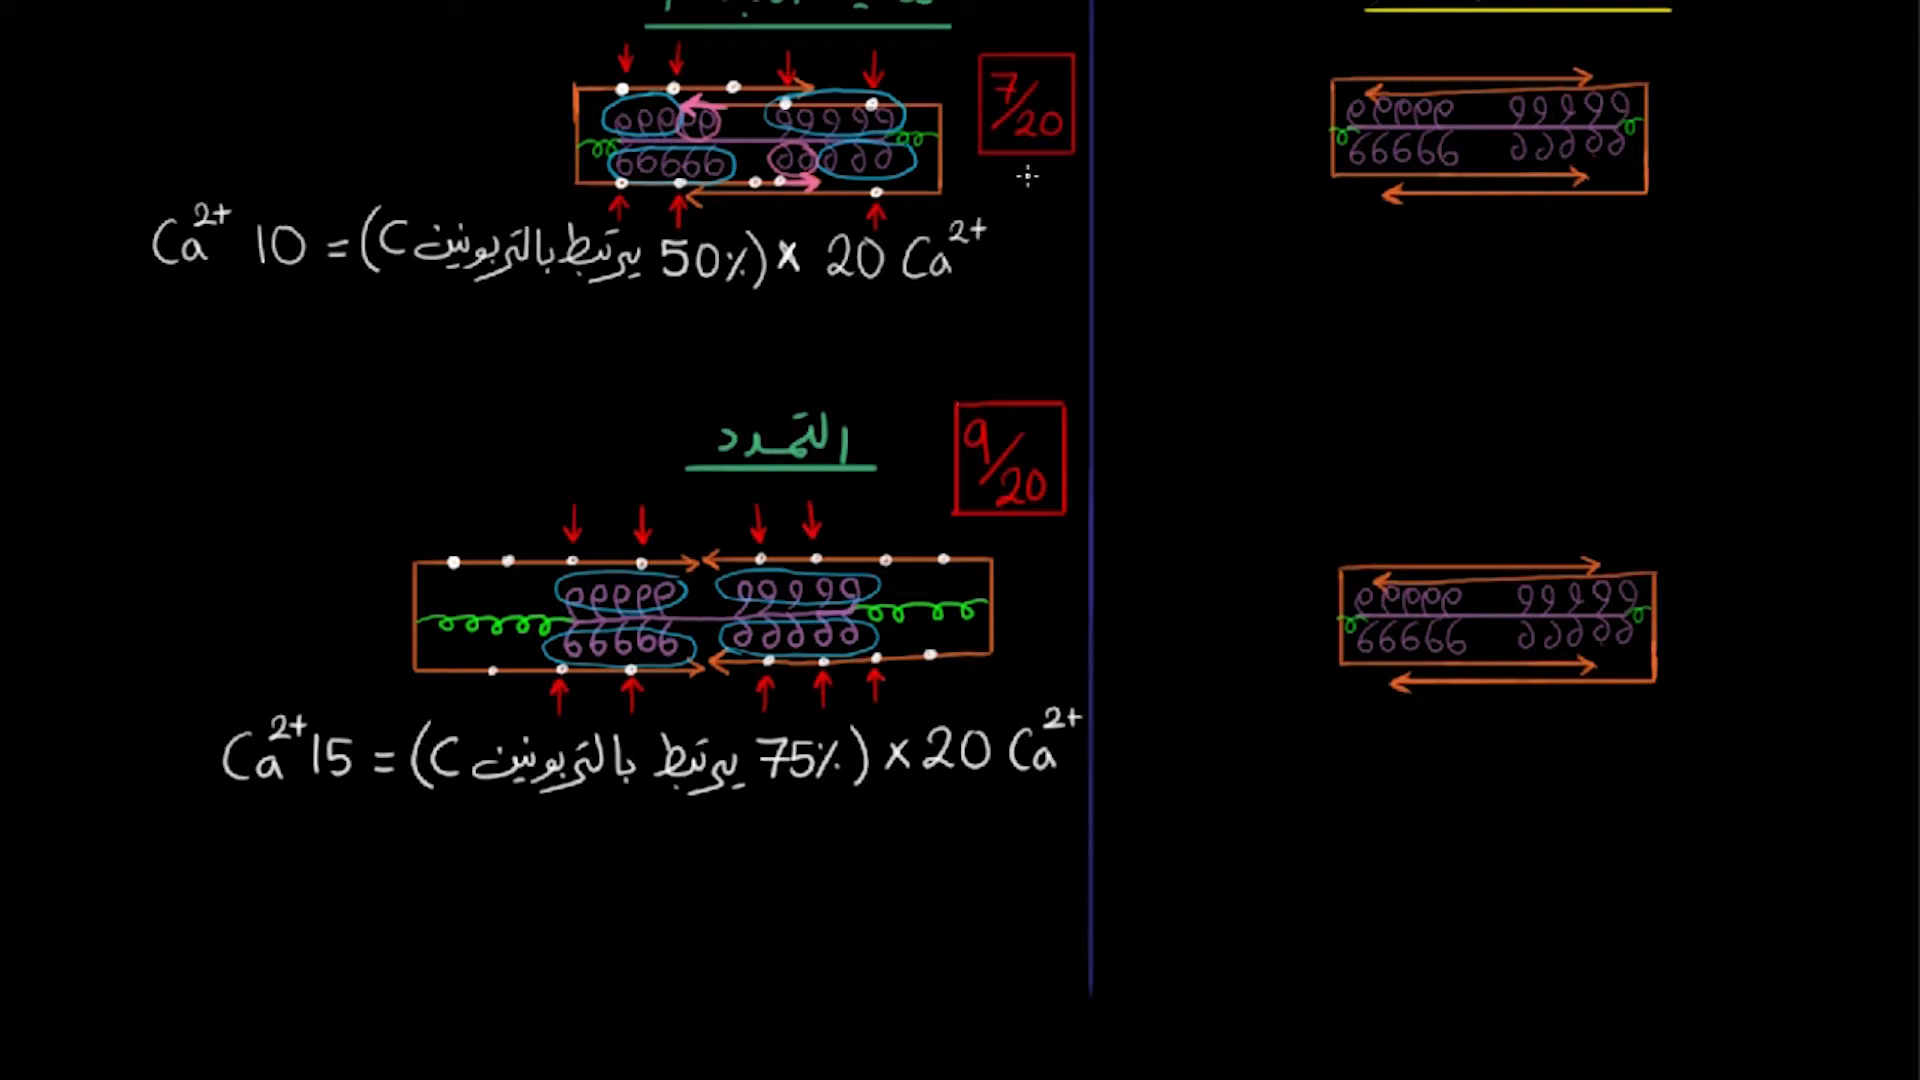 7/20
Ca²⁺ 10 = (C يرتبط بالتربونين 50٪) × 20 Ca²⁺
التمدد
9/20
Ca²⁺ 15 = (C يرتبط بالتربونين 75٪) × 20 Ca²⁺